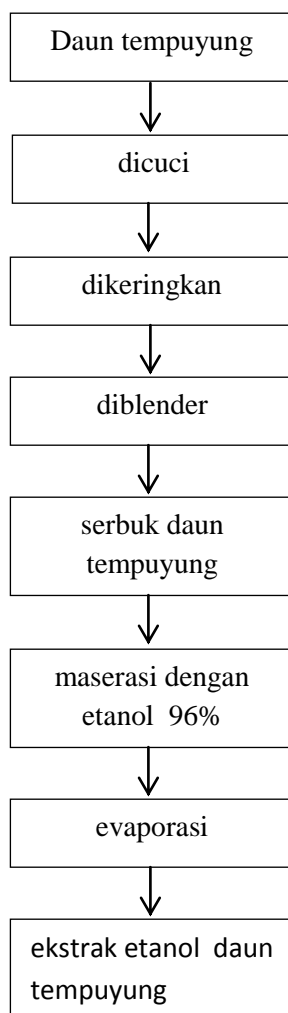 Daun tempuyung
dicuci
dikeringkan
diblender
serbuk daun
tempuyung
maserasi dengan
etanol 96%
evaporasi
ekstrak etanol daun
tempuyung